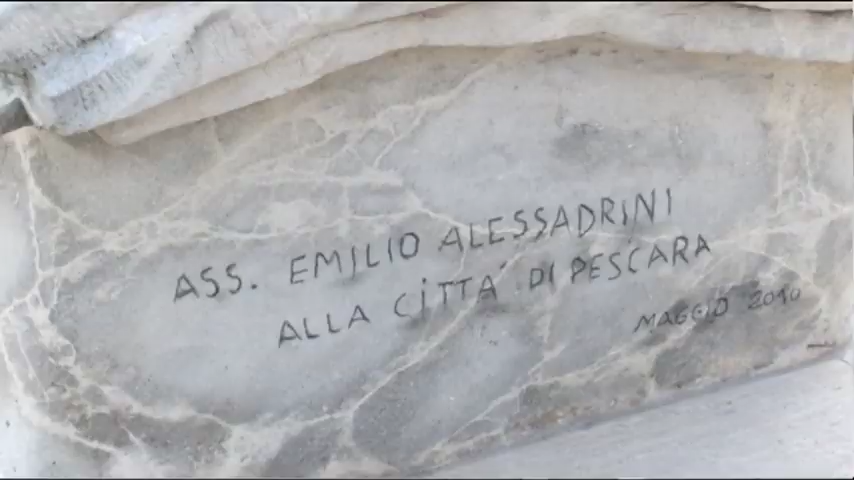 ASS. EMILIO ALESSADRINI
ALLA CITTA' DI PESCARA
MAGGIO 2010